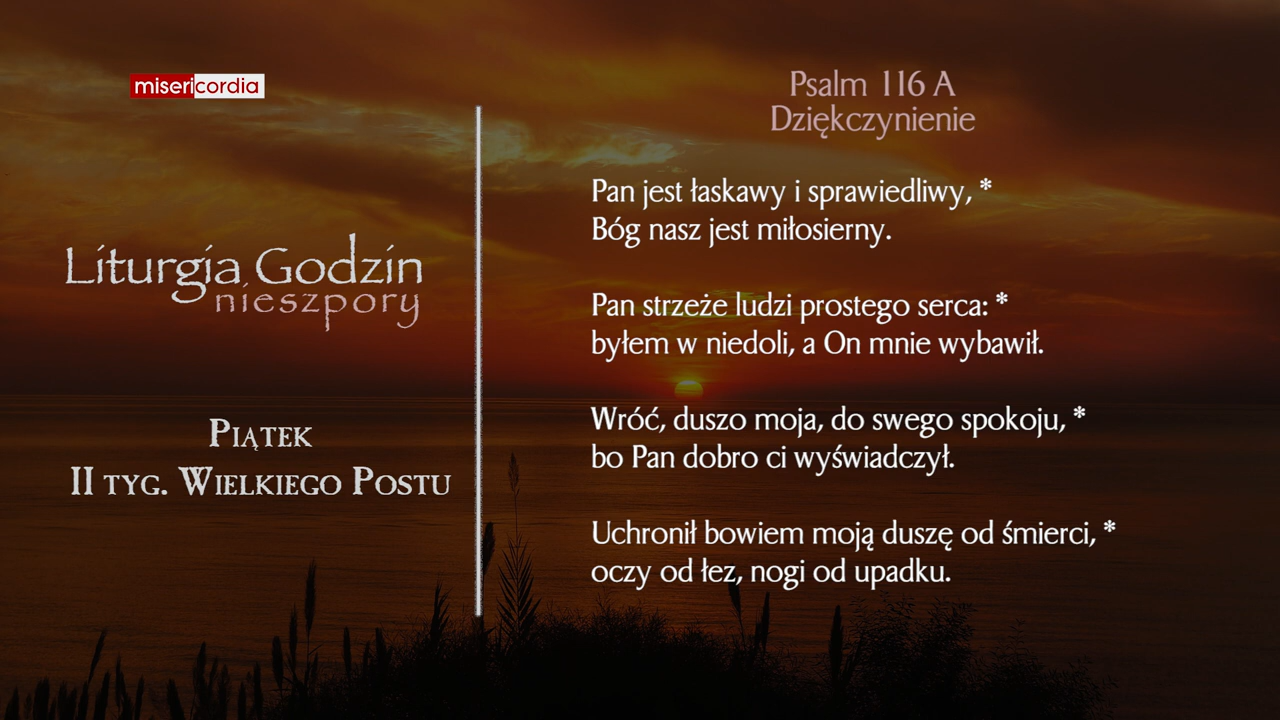 misericordia
Liturgia Godzin
nieszpory
Piątek
II tyg. Wielkiego Postu
Psalm 116 A
Dziękczynienie
Pan jest łaskawy i sprawiedliwy, *
Bóg nasz jest miłosierny.
Pan strzeże ludzi prostego serca: *
byłem w niedoli, a On mnie wybawił.
Wróć, duszo moja, do swego spokoju, *
bo Pan dobro ci wyświadczył.
Uchronił bowiem moją duszę od śmierci, *
oczy od łez, nogi od upadku.